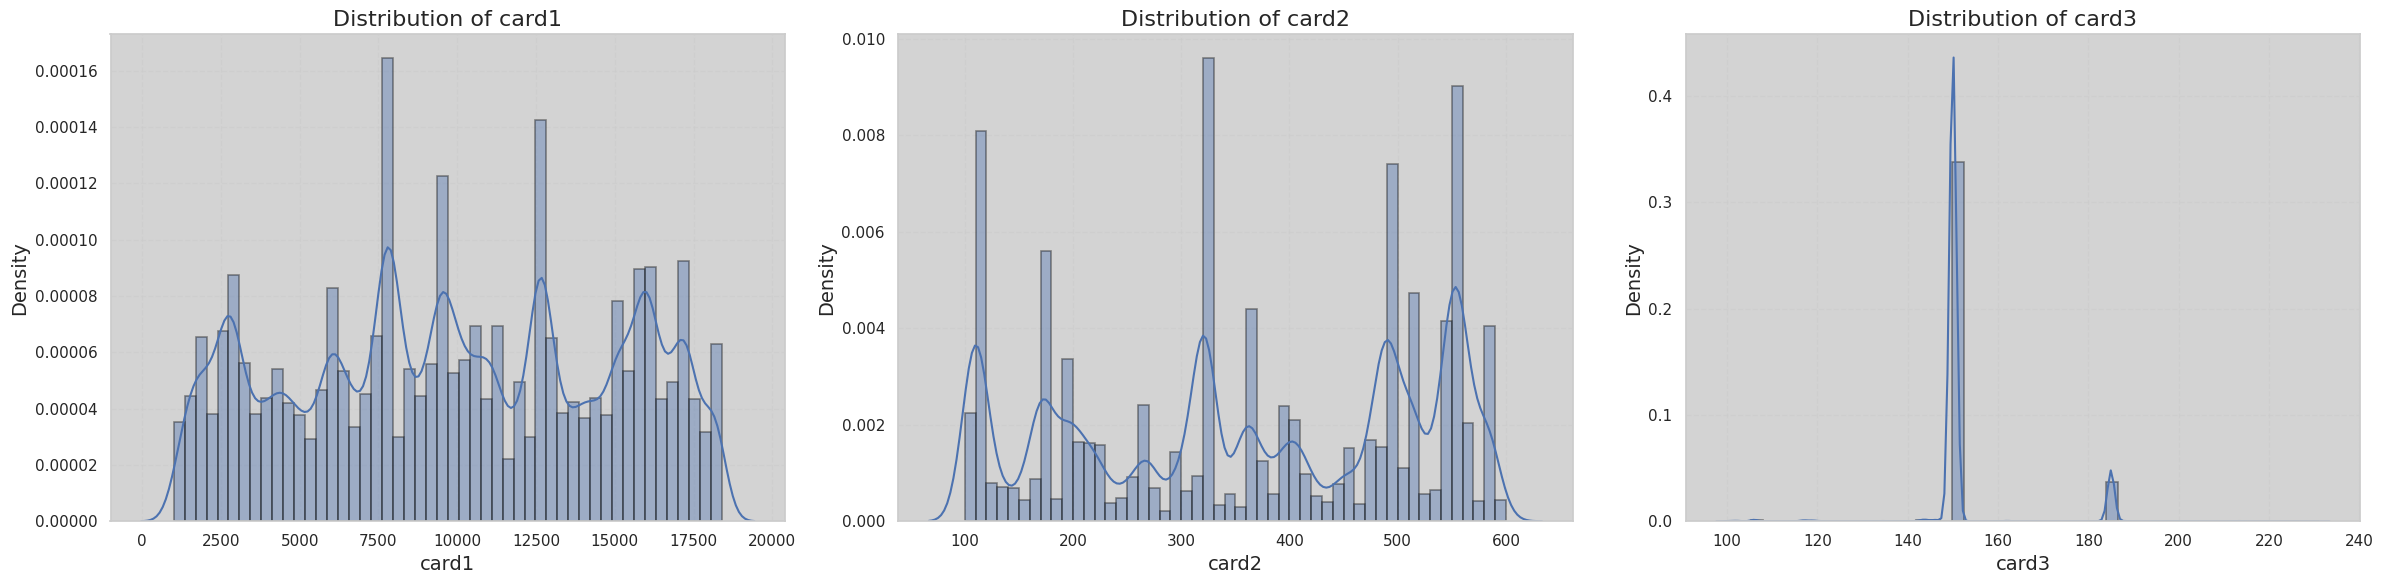 Distribution of card1
Density
0.00016
0.00014
0.00012
0.00010
0.00008
0.00006
0.00004
0.00002
0.00000
0 2500 5000 7500 10000 12500 15000 17500 20000
card1
Distribution of card2
Density
0.010
0.008
0.006
0.004
0.002
0.000
100 200 300 400 500 600
card2
Distribution of card3
Density
0.4
0.3
0.2
0.1
0.0
100 120 140 160 180 200 220 240
card3